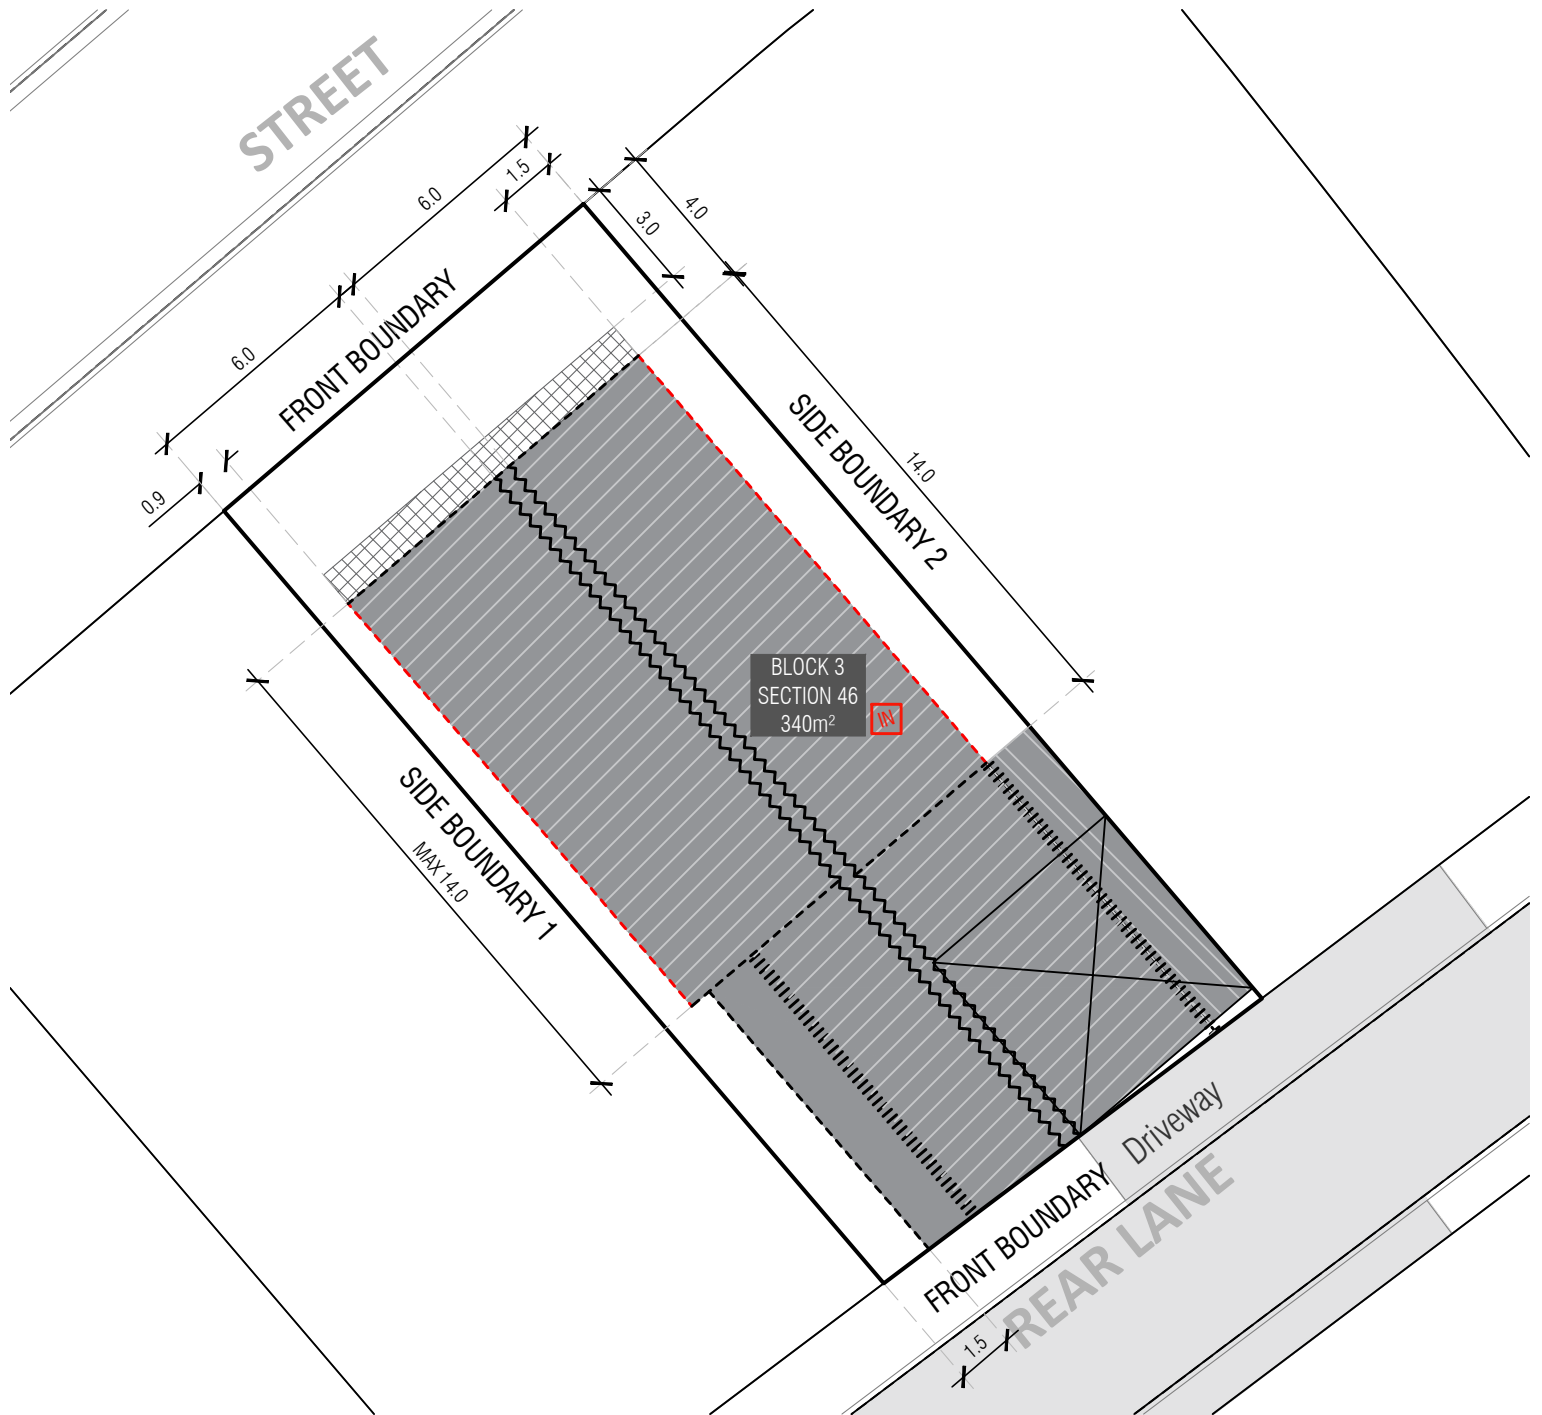 STREET
6.0
1.5
4.0
3.0
6.0
FRONT BOUNDARY
0.9
SIDE BOUNDARY 2
14.0
BLOCK 3
SECTION 46
340m²
IN
SIDE BOUNDARY 1
MAX 14.0
Driveway
FRONT BOUNDARY
REAR LANE
1.5